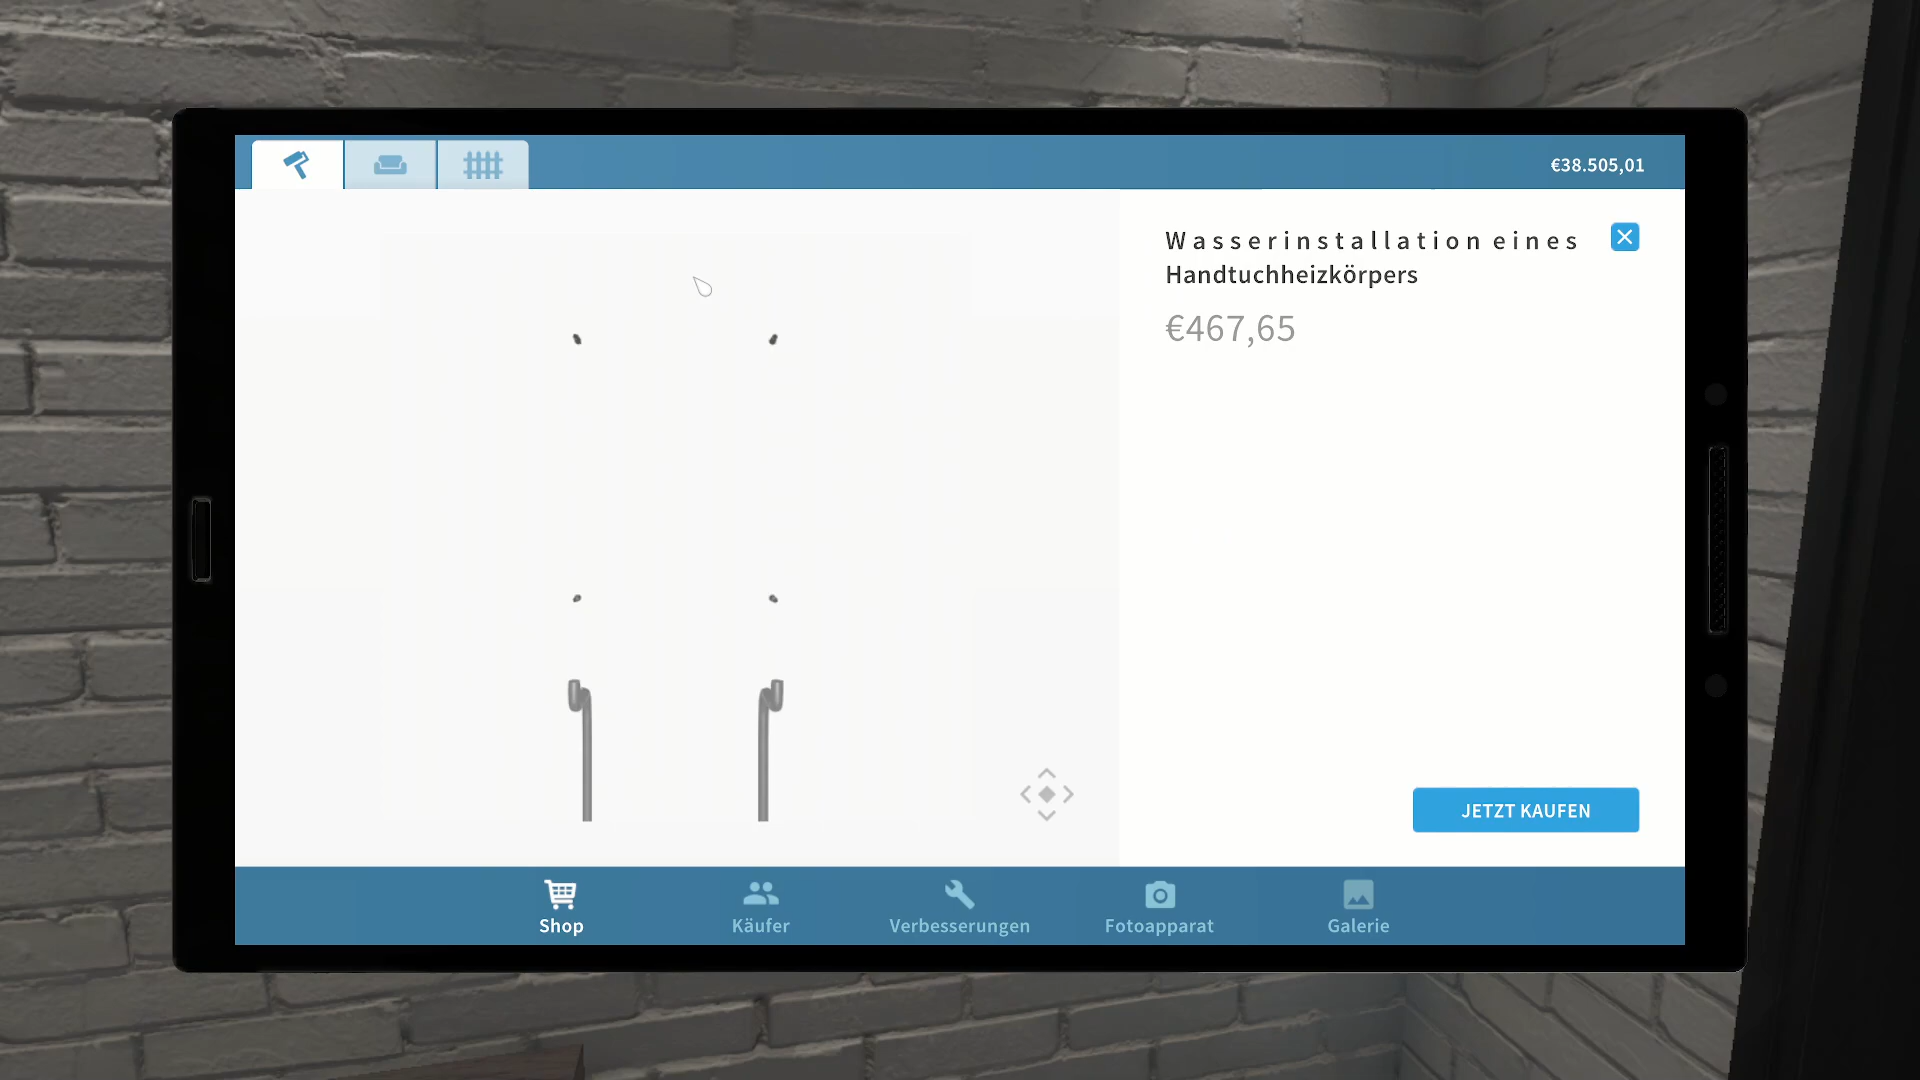 €38.505,01
Wasserinstallation eines
Handtuchheizkörpers
€467,65
JETZT KAUFEN
Shop
Käufer
Verbesserungen
Fotoapparat
Galerie